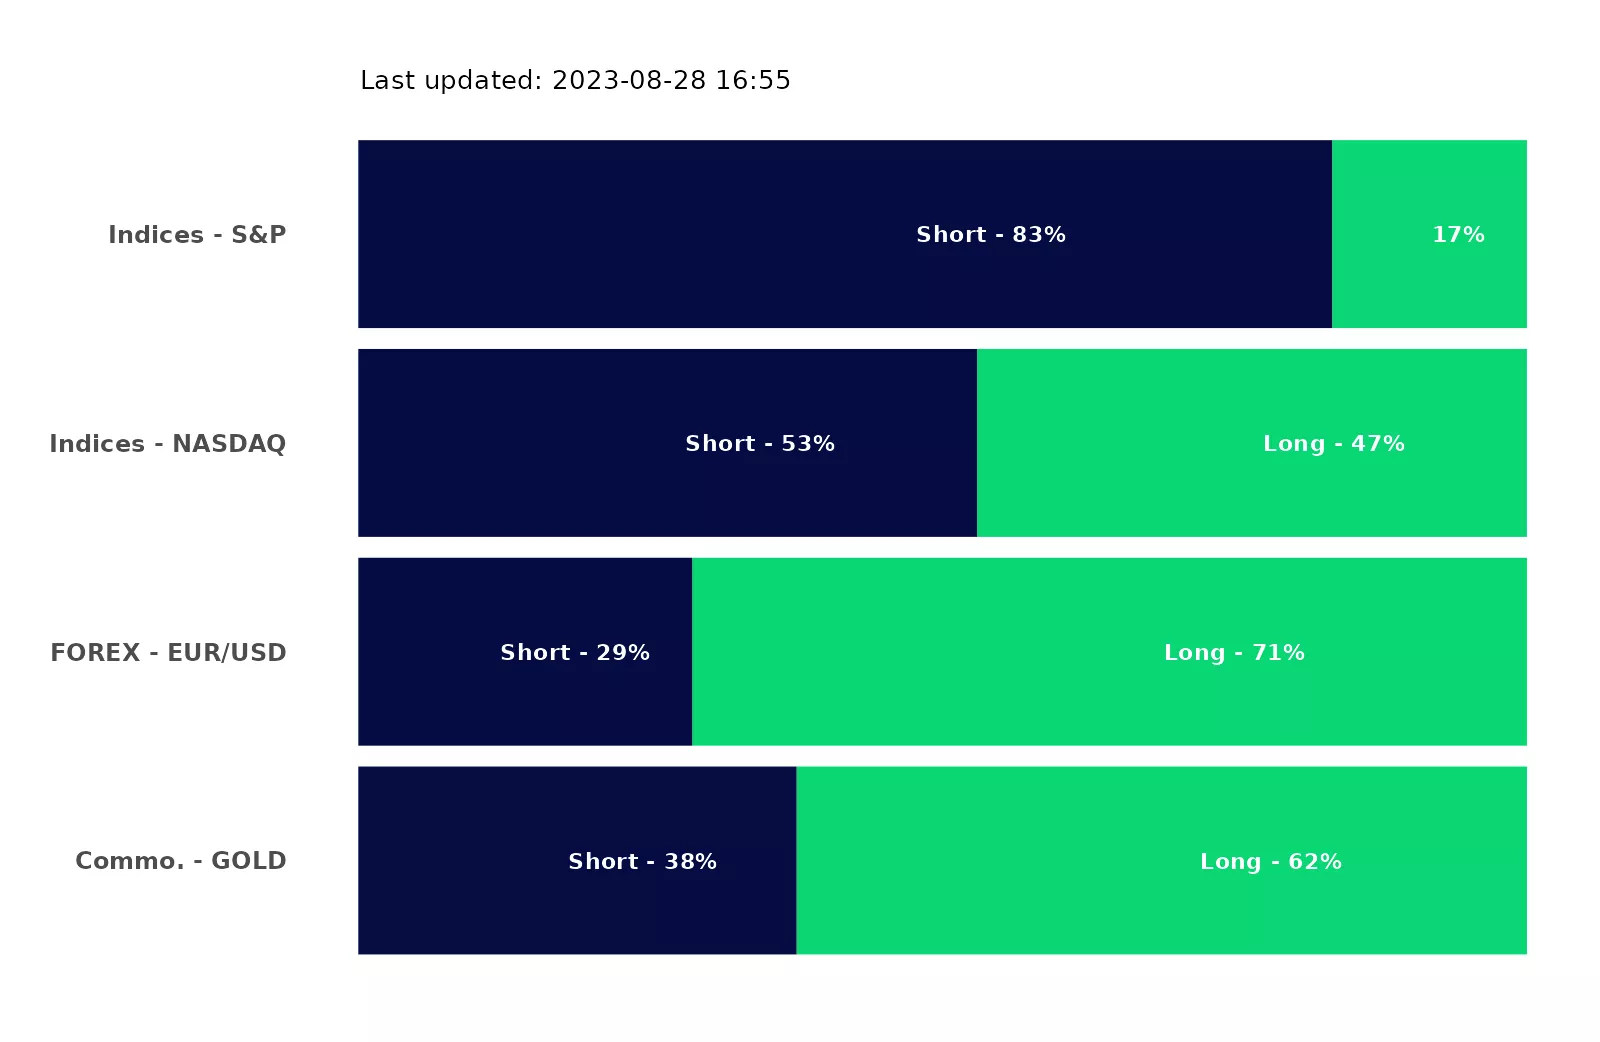 Last updated: 2023-08-28 16:55
Indices - S&P Short - 83% 17%
Indices - NASDAQ Short - 53% Long - 47%
FOREX - EUR/USD Short - 29% Long - 71%
Commo. - GOLD Short - 38% Long - 62%